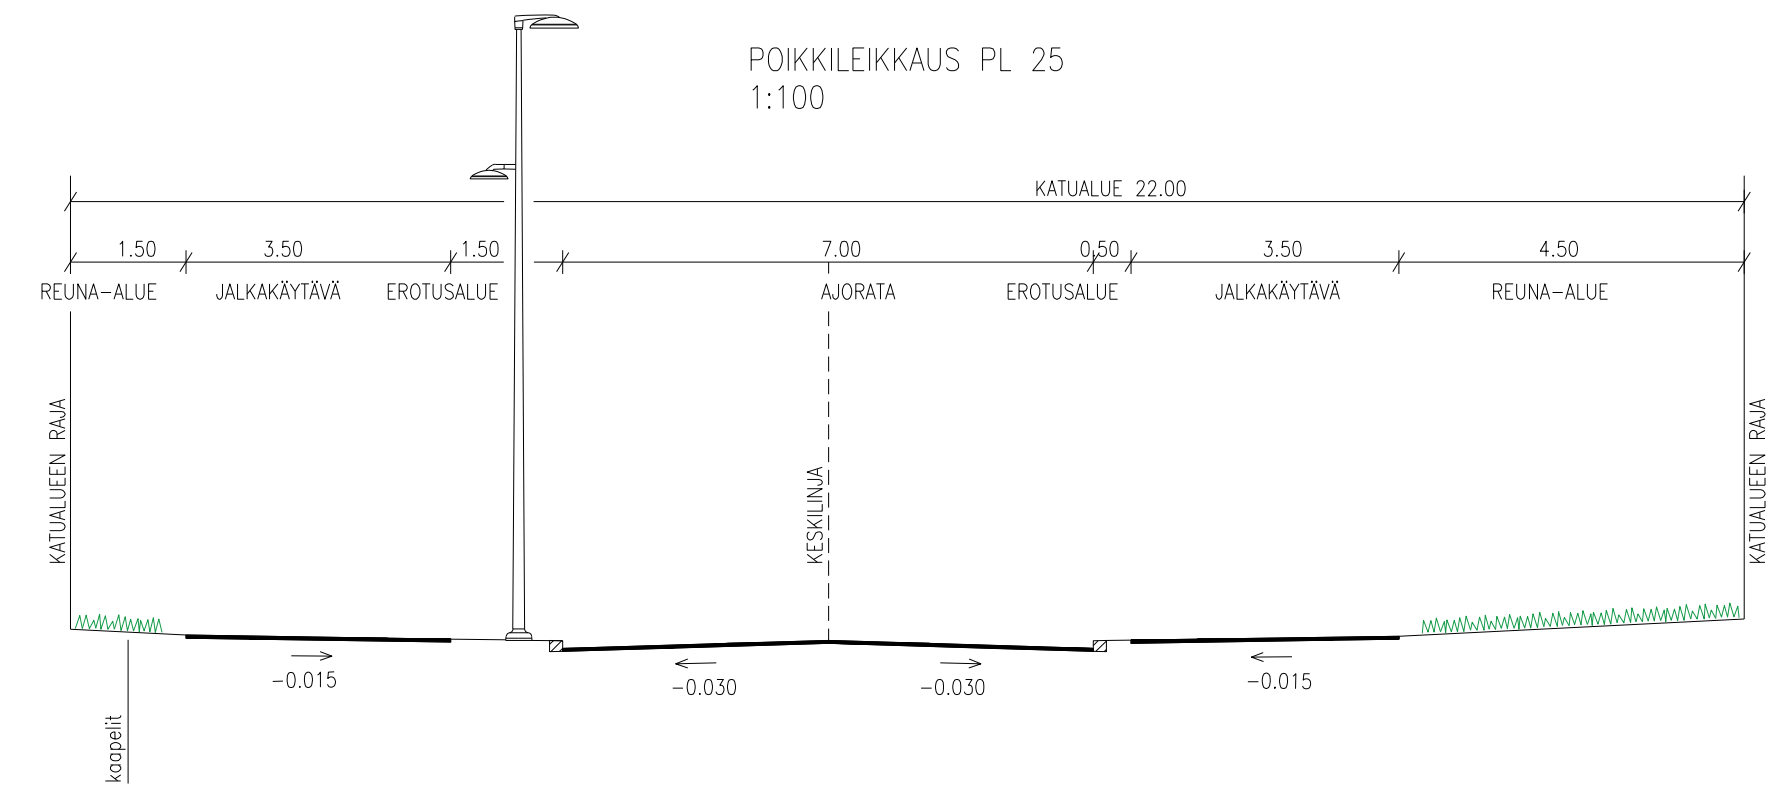 POIKKILEIKKAUS PL 25
1:100
KATUALUE 22.00
1.50 3.50 1.50 7.00 0.50 3.50 4.50
REUNA-ALUE JALKAKÄYTÄVÄ EROTUSALUE AJORATA EROTUSALUE JALKAKÄYTÄVÄ REUNA-ALUE
KATUALUEEN RAJA
KESKILINJA
KATUALUEEN RAJA
-0.015 -0.030 -0.030 -0.015
kaapelit